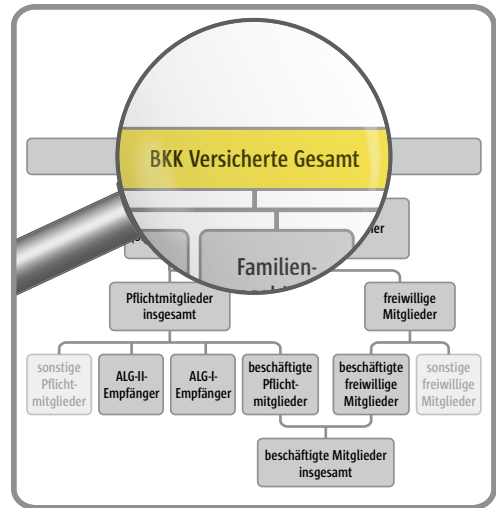 BKK Versicherte Gesamt
Familien-
Pflichtmitglieder
insgesamt
freiwillige
Mitglieder
sonstige
Pflicht-
mitglieder
ALG-II-
Empfänger
ALG-I-
Empfänger
beschäftigte
Pflicht-
mitglieder
beschäftigte
freiwillige
Mitglieder
sonstige
freiwillige
Mitglieder
beschäftigte Mitglieder
insgesamt